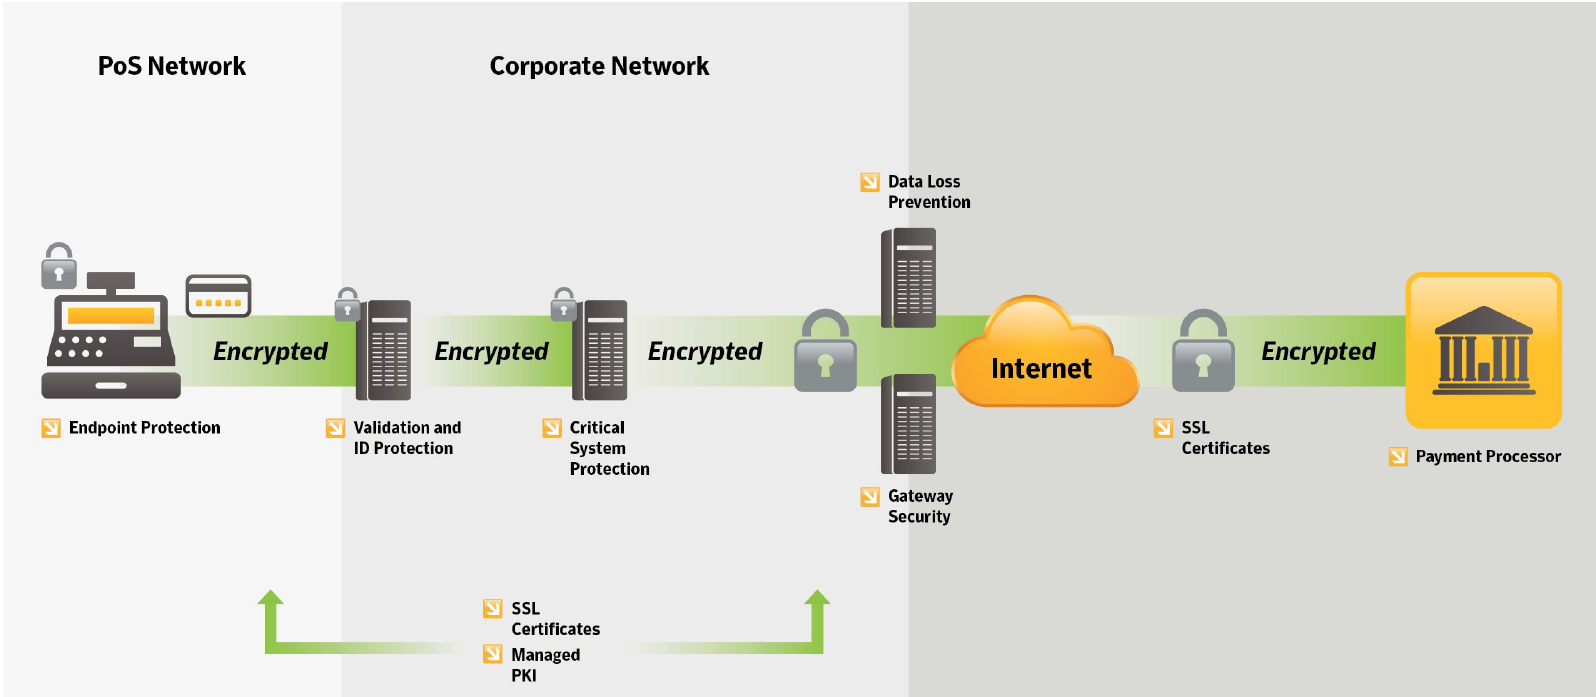 PoS Network
Corporate Network
Data Loss
Prevention
Encrypted
Encrypted
Encrypted
Internet
Encrypted
Endpoint Protection
Validation and
ID Protection
Critical
System
Protection
SSL
Certificates
Payment Processor
Gateway
Security
SSL
Certificates
Managed
PKI